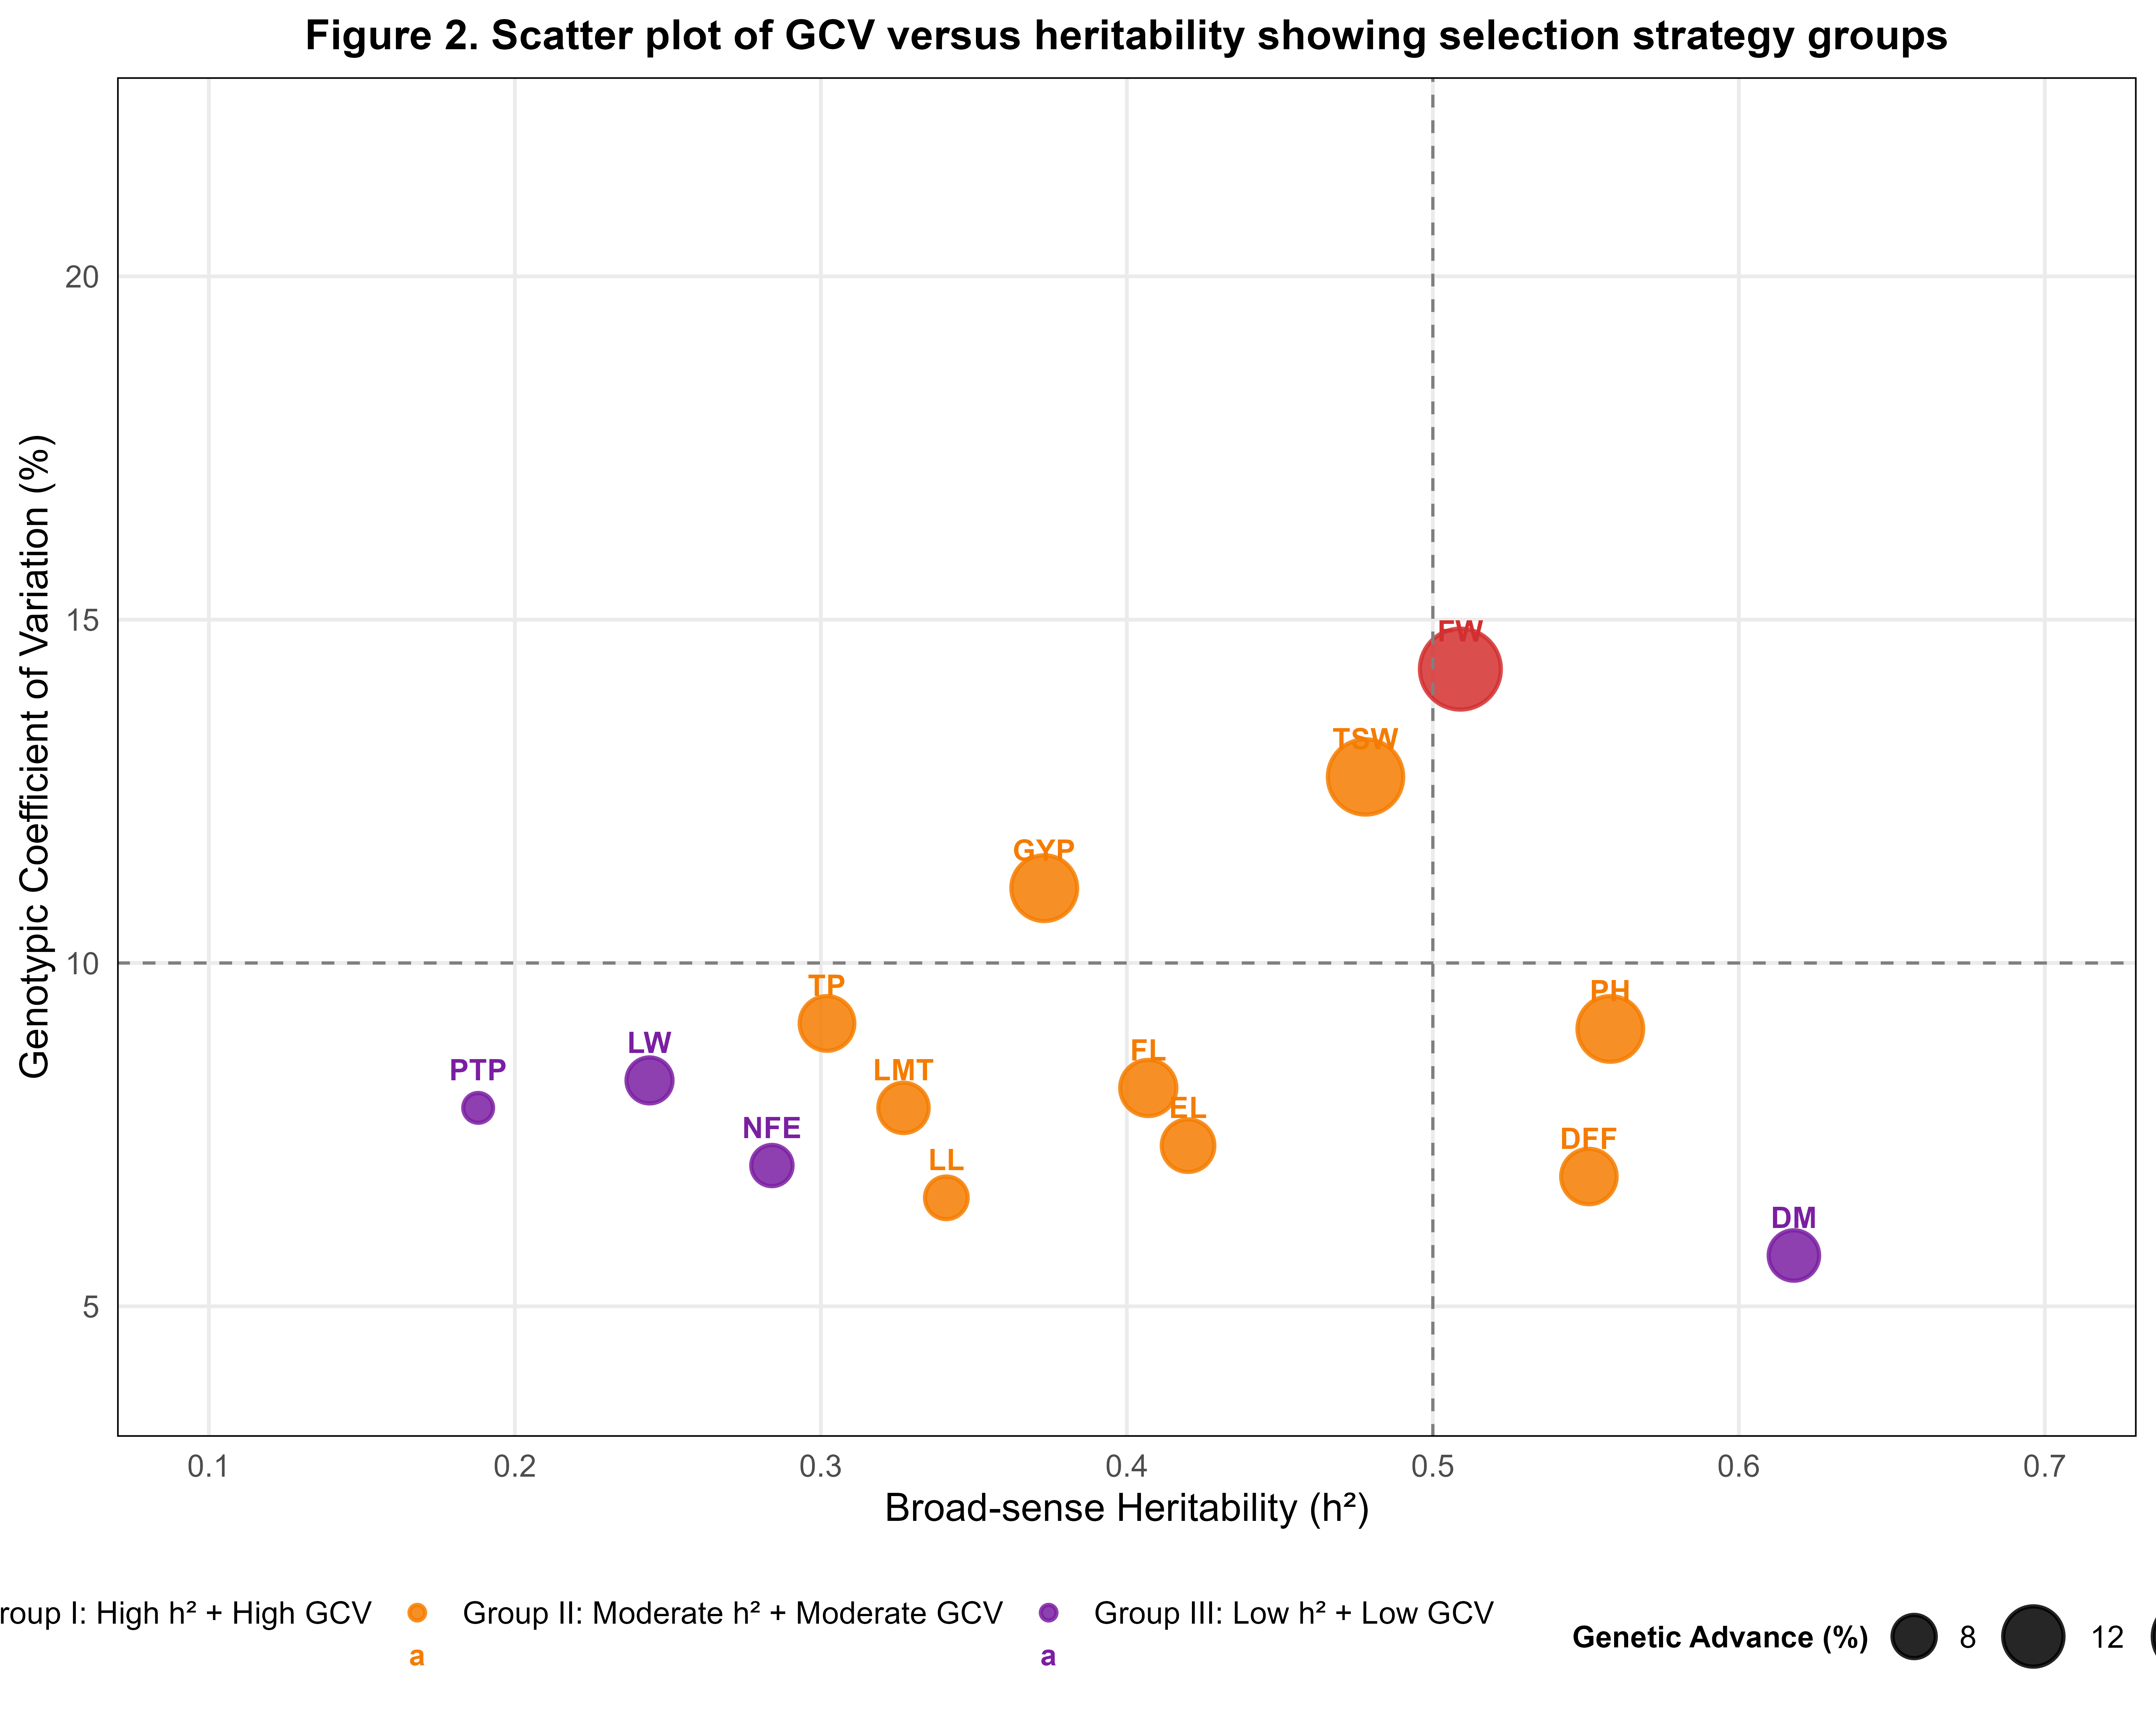 Figure 2. Scatter plot of GCV versus heritability showing selection strategy groups
Genotypic Coefficient of Variation (%)
20
15
10
5
FW
TSW
GYP
TP
PH
LW
FL
PTP
LMT
EL
NFE
DFF
LL
DM
0.1 0.2 0.3 0.4 0.5 0.6 0.7
Broad-sense Heritability (h²)
roup I: High h² + High GCV Group II: Moderate h² + Moderate GCV Group III: Low h² + Low GCV
a a
Genetic Advance (%) 8 12